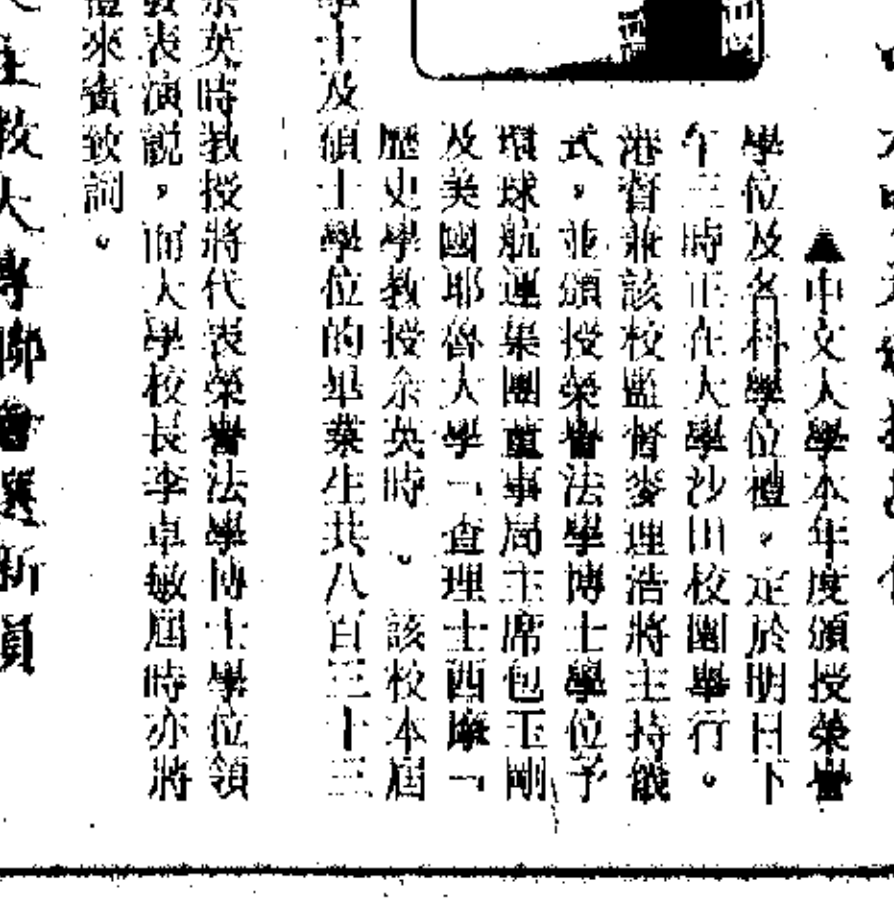 ▲中文大學本年度頒授榮譽
學位及各科學位禮，定於明日下
午三時正在大學沙田校園舉行。
港督兼該校監督麥理浩將主持儀
式，並頒授榮譽法學博士學位予
環球航運集團董事局主席包玉剛
及美國耶魯大學「查理士西摩「
歷史學教授余英時。該校本屆
學士及碩士學位的畢業生共八百三十三
余英時教授將代表榮譽法學博士學位領
發表演説，而大學校長李卓敏屆時亦將
禮來賓致詞。
主教大專聯會選新領